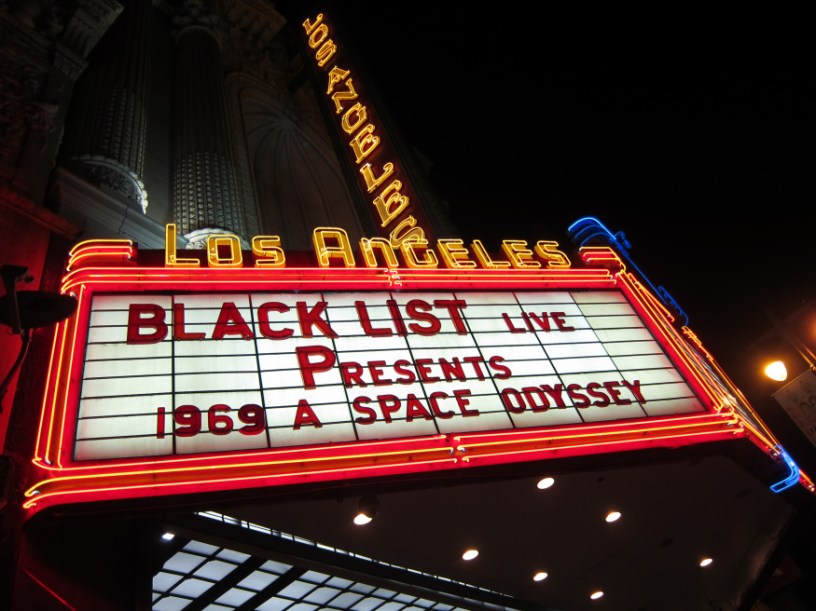 LOS ANGELES
LOS ANGELES
BLACK LIST LIVE
PRESENTS
1969 A SPACE ODYSSEY